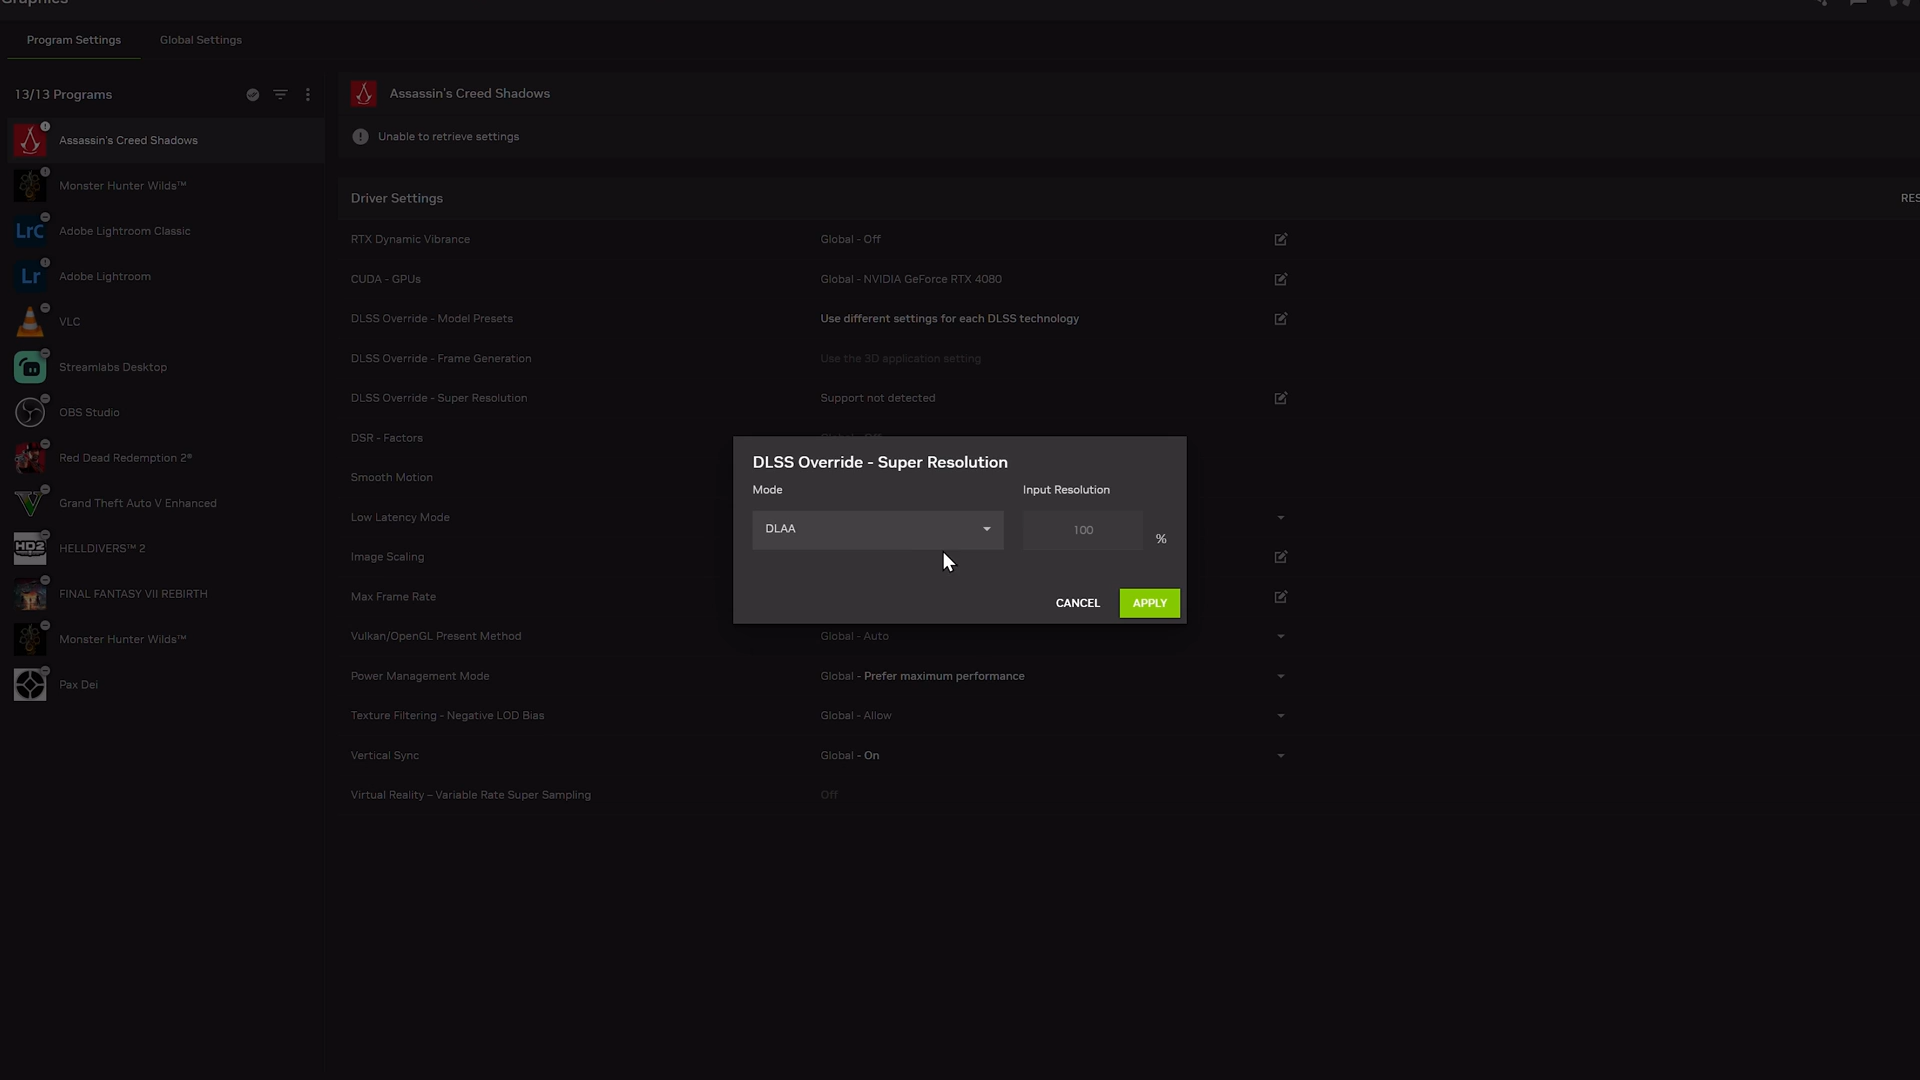 Graphics
Program Settings
Global Settings
13/13 Programs
Assassin's Creed Shadows
Monster Hunter Wilds™
LrC
Adobe Lightroom Classic
Lr
Adobe Lightroom
VLC
Streamlabs Desktop
OBS Studio
Red Dead Redemption 2®
V
Grand Theft Auto V Enhanced
HD2
HELLDIVERS™ 2
FINAL FANTASY VII REBIRTH
Monster Hunter Wilds™
Pax Dei
Assassin's Creed Shadows
Unable to retrieve settings
Driver Settings
RES
RTX Dynamic Vibrance
Global - Off
CUDA - GPUs
Global - NVIDIA GeForce RTX 4080
DLSS Override - Model Presets
Use different settings for each DLSS technology
DLSS Override - Frame Generation
Use the 3D application setting
DLSS Override - Super Resolution
Support not detected
DSR - Factors
Global - Off
Smooth Motion
Low Latency Mode
Image Scaling
Max Frame Rate
Vulkan/OpenGL Present Method
Global - Auto
Power Management Mode
Global - Prefer maximum performance
Texture Filtering - Negative LOD Bias
Global - Allow
Vertical Sync
Global - On
Virtual Reality – Variable Rate Super Sampling
Off
DLSS Override - Super Resolution
Mode
Input Resolution
DLAA
100
%
CANCEL
APPLY